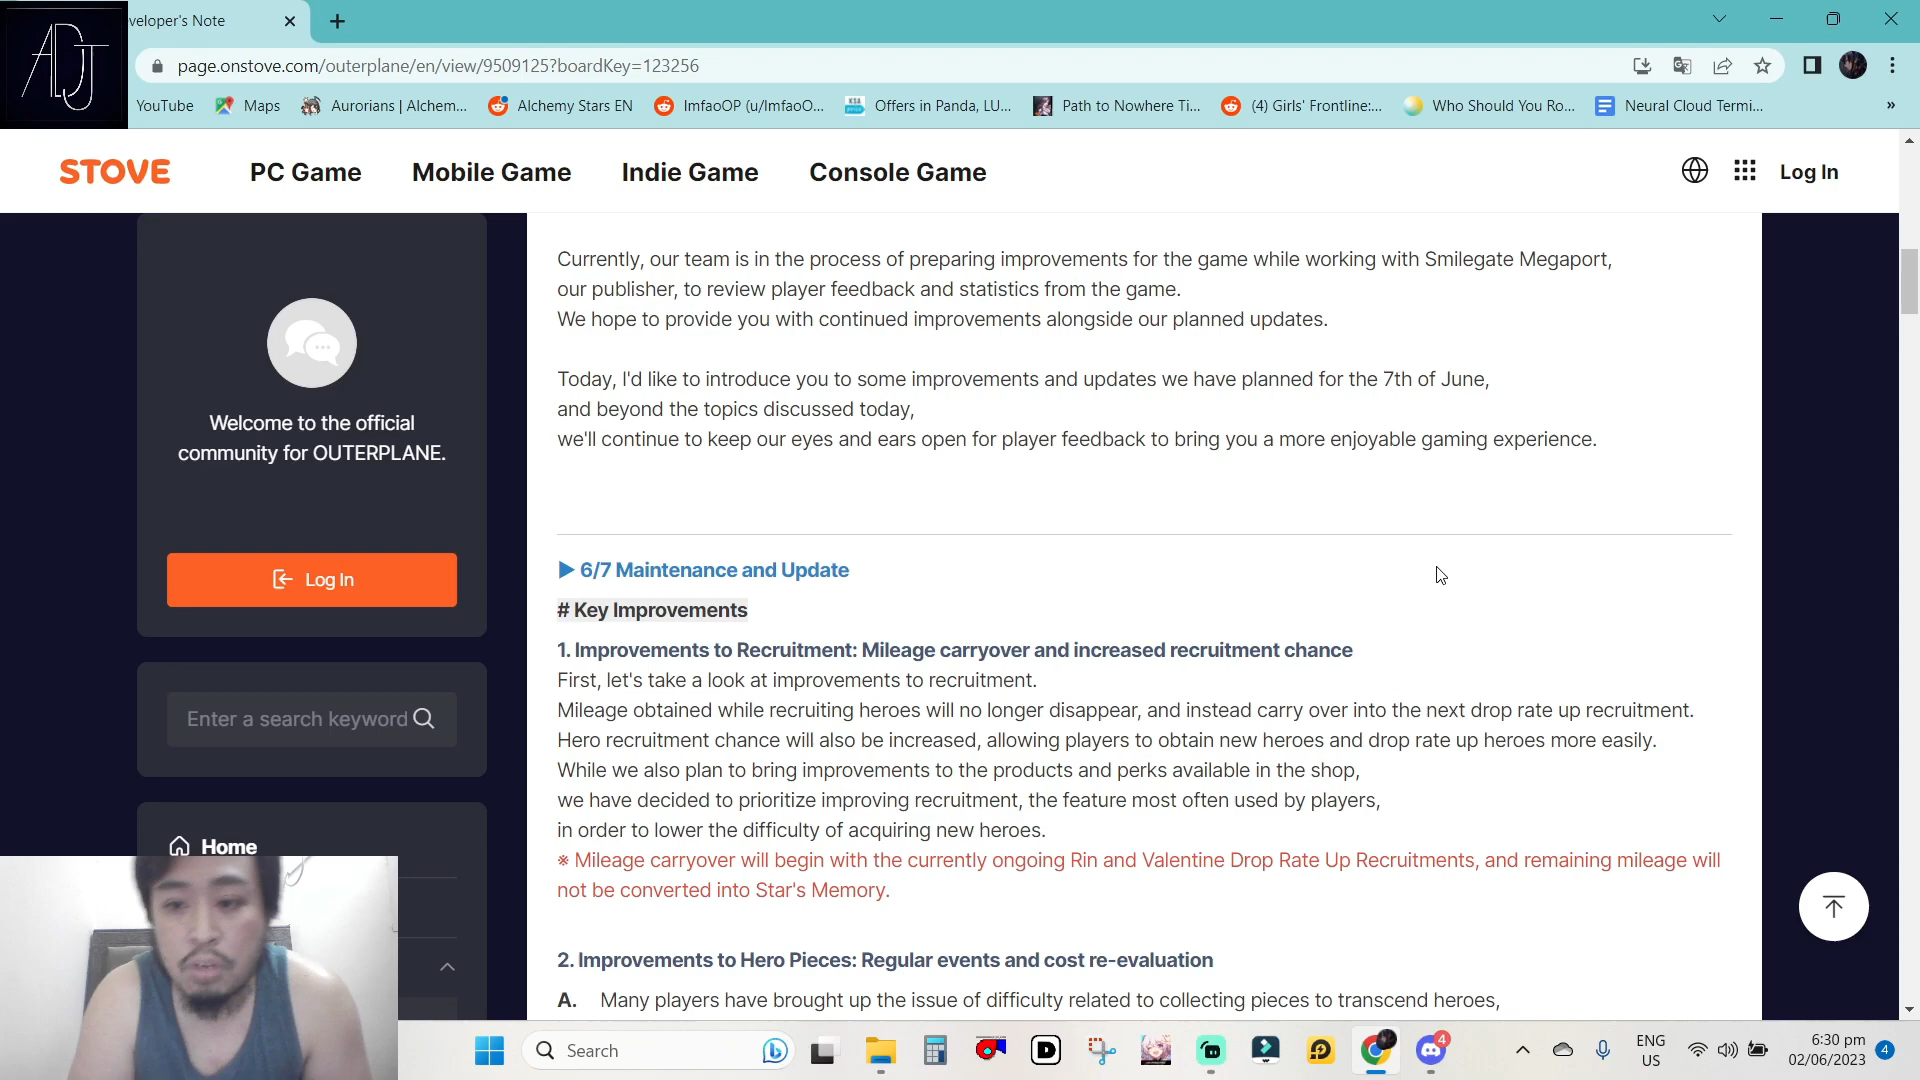 veloper's Note
ADJ
page.onstove.com/outerplane/en/view/9509125?boardKey=123256
YouTube
Maps
Aurorians | Alchem...
Alchemy Stars EN
lmfaoOP (u/lmfaoO...
Offers in Panda, LU...
Path to Nowhere Ti...
(4) Girls' Frontline:...
Who Should You Ro...
Neural Cloud Termi...
»
STOVE
PC Game
Mobile Game
Indie Game
Console Game
Log In
Welcome to the official
community for OUTERPLANE.
Log In
Enter a search keyword
Home
Currently, our team is in the process of preparing improvements for the game while working with Smilegate Megaport,
our publisher, to review player feedback and statistics from the game.
We hope to provide you with continued improvements alongside our planned updates.
Today, I'd like to introduce you to some improvements and updates we have planned for the 7th of June,
and beyond the topics discussed today,
we'll continue to keep our eyes and ears open for player feedback to bring you a more enjoyable gaming experience.
▶ 6/7 Maintenance and Update
# Key Improvements
1. Improvements to Recruitment: Mileage carryover and increased recruitment chance
First, let's take a look at improvements to recruitment.
Mileage obtained while recruiting heroes will no longer disappear, and instead carry over into the next drop rate up recruitment.
Hero recruitment chance will also be increased, allowing players to obtain new heroes and drop rate up heroes more easily.
While we also plan to bring improvements to the products and perks available in the shop,
we have decided to prioritize improving recruitment, the feature most often used by players,
in order to lower the difficulty of acquiring new heroes.
※ Mileage carryover will begin with the currently ongoing Rin and Valentine Drop Rate Up Recruitments, and remaining mileage will
not be converted into Star's Memory.
2. Improvements to Hero Pieces: Regular events and cost re-evaluation
A. Many players have brought up the issue of difficulty related to collecting pieces to transcend heroes,
Search
4
ENG
US
6:30 pm
02/06/2023
4